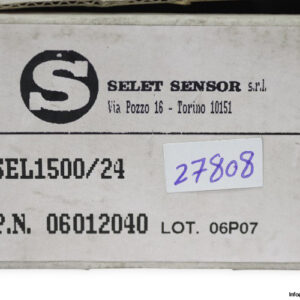 S
SELET SENSOR s.r.l.
Via Pozzo 16 - Torino 10151
SEL1500/24
27808
P.N. 06012040 LOT. 06P07